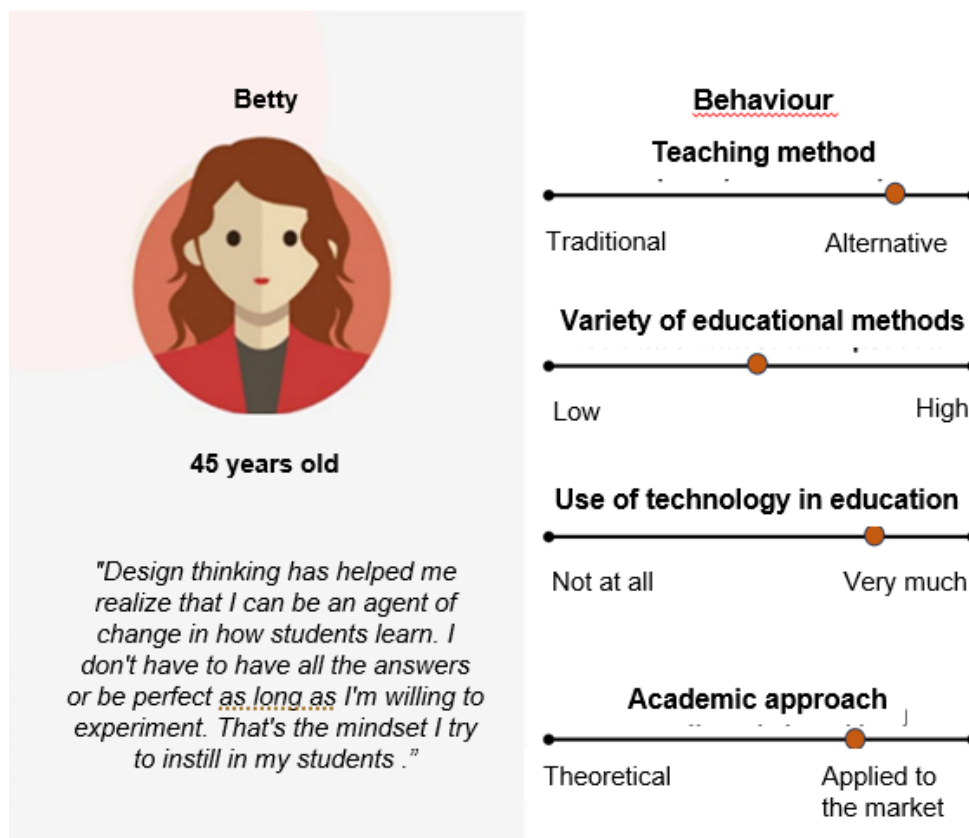 Betty
45 years old
"Design thinking has helped me
realize that I can be an agent of
change in how students learn. I
don't have to have all the answers
or be perfect as long as I'm willing to
experiment. That's the mindset I try
to instill in my students .”
Behaviour
Teaching method
Traditional
Alternative
Variety of educational methods
Low
High
Use of technology in education
Not at all
Very much
Academic approach
Theoretical
Applied to
the market